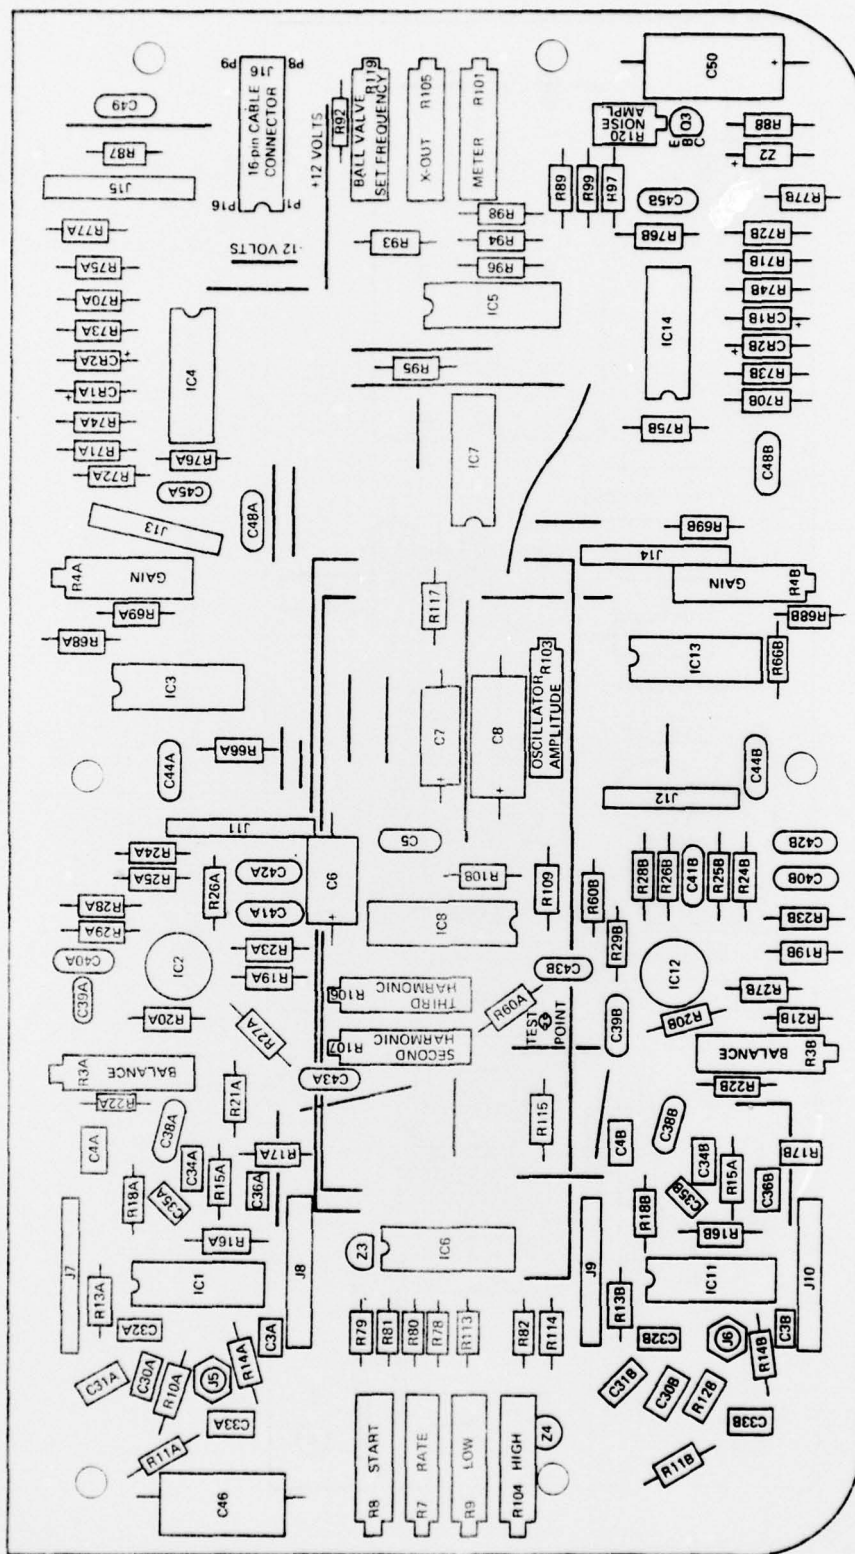 C49
R87
J15
R77A
R75A
R70A
R73A
CR2A
+
CR1A
+
R74A
R71A
R72A
R76A
C45A
J13
C48A
P9
P8
J16
16-pin CABLE
CONNECTOR
P16
P1
-12 VOLTS
+12 VOLTS
IC4
R92
R119
BALL VALVE
SET FREQUENCY
R105
X-OUT
R101
METER
R93
R98
R94
R96
IC5
R95
IC7
C50
+
R120
NOISE
AMPL
Q3
E
B
C
R88
Z2
+
R89
R99
R97
C45B
R76B
R77B
R72B
R71B
R74B
CR1B
+
CR2B
+
R73B
R70B
IC14
R75B
C48B
R69B
J14
GAIN
R4B
R68B
IC13
R66B
R4A
GAIN
R69A
R68A
IC3
R66A
C44A
R117
C7
+
C8
+
R103
OSCILLATOR
AMPLITUDE
C44B
J12
J11
C5
C6
+
R24A
R25A
R26A
C42A
C41A
R28A
R29A
C40A
C39A
IC2
R23A
R19A
R20A
R27A
R108
R109
IC8
R106
THIRD
HARMONIC
R107
SECOND
HARMONIC
R60A
C43B
TEST
POINT
R60B
R29B
C39B
R28B
R26B
C41B
R25B
R24B
C42B
C40B
R23B
R19B
IC12
R27B
R20B
R21B
BALANCE
R3B
R22B
R3A
BALANCE
R22A
R21A
C43A
C4A
C38A
C34A
R17A
R18A
C35A
R15A
C36A
R16A
R115
C4B
C38B
R17B
C34B
R18B
C35B
R15A
C36B
R16B
J7
IC1
J8
Z3
IC6
J9
IC11
J10
R13A
C32A
C3A
R14A
J5
C31A
C30A
R10A
C33A
R11A
C46
R79
R81
R80
R78
R113
R82
R114
R8 START
R7 RATE
R9 LOW
R104 HIGH
Z4
R13B
C32B
J6
C3B
R14B
C31B
C30B
R12B
C33B
R11B